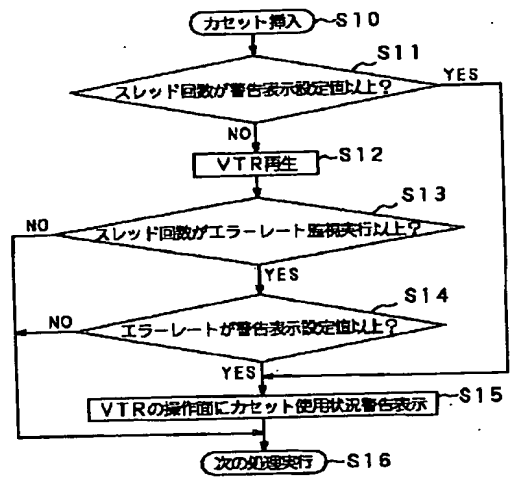 カセット挿入 S10
S11
スレッド回数が警告表示設定値以上?
YES
NO
VTR再生 S12
S13
スレッド回数がエラーレート監視実行以上?
NO
YES
S14
エラーレートが警告表示設定値以上?
NO
YES
VTRの操作面にカセット使用状況警告表示 S15
次の処理実行 S16